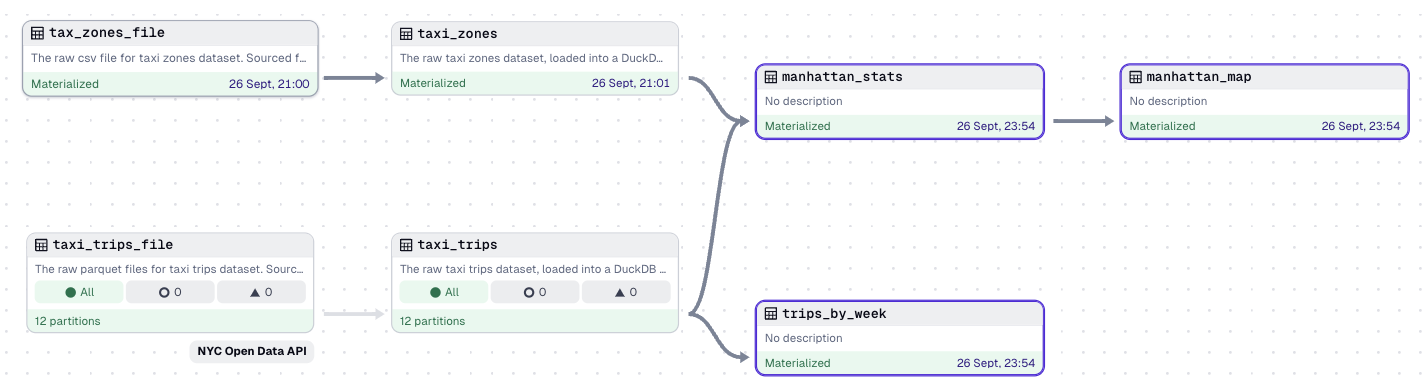 tax_zones_file
The raw csv file for taxi zones dataset. Sourced f...
Materialized 26 Sept, 21:00
taxi_zones
The raw taxi zones dataset, loaded into a DuckD...
Materialized 26 Sept, 21:01
manhattan_stats
No description
Materialized 26 Sept, 23:54
manhattan_map
No description
Materialized 26 Sept, 23:54
taxi_trips_file
The raw parquet files for taxi trips dataset. Sourc...
All 0 0
12 partitions
NYC Open Data API
taxi_trips
The raw taxi trips dataset, loaded into a DuckDB ...
All 0 0
12 partitions
trips_by_week
No description
Materialized 26 Sept, 23:54